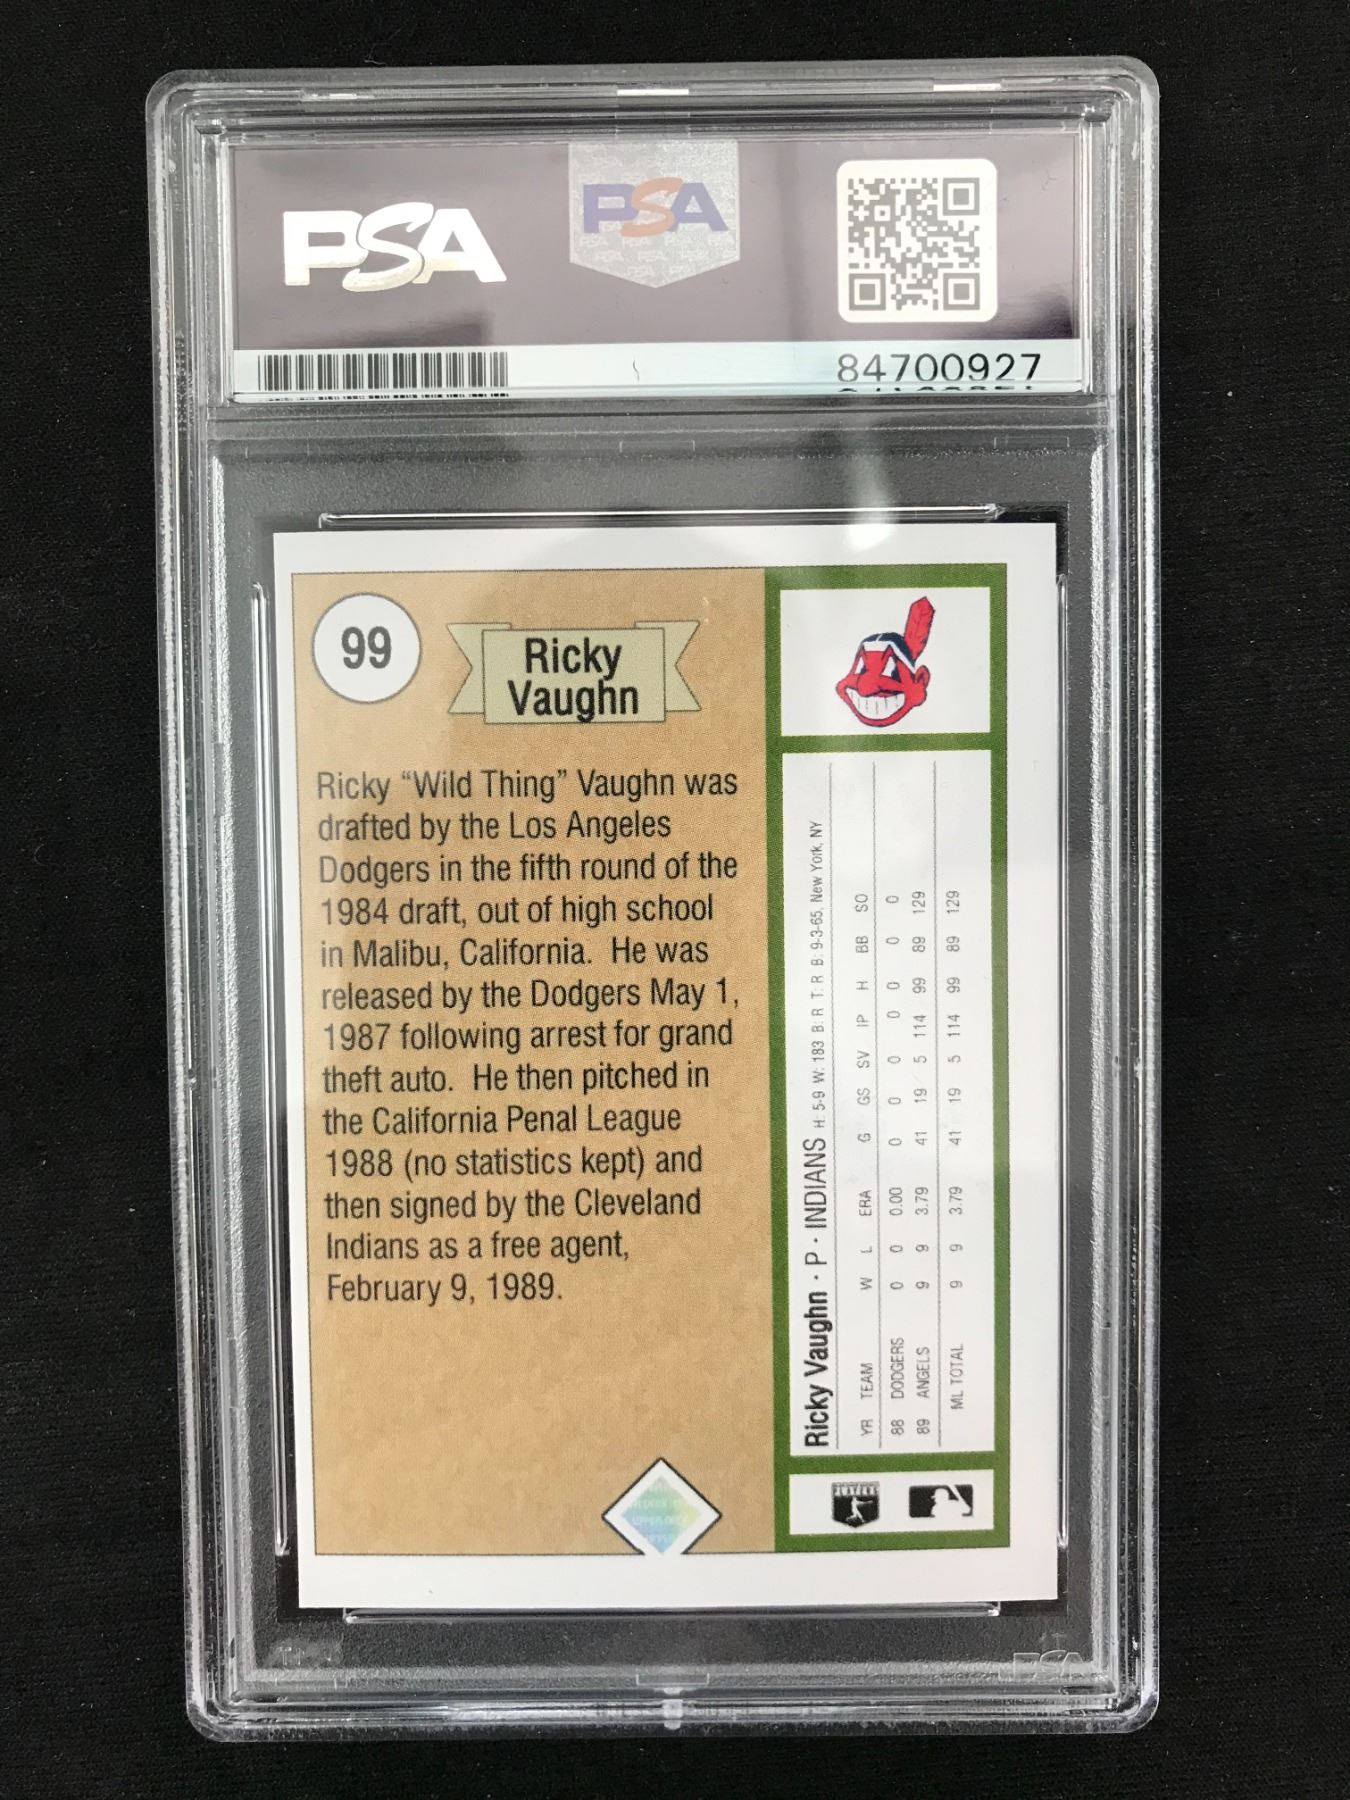 PSA
PSA
84700927
99
Ricky
Vaughn
Ricky "Wild Thing" Vaughn was
drafted by the Los Angeles
Dodgers in the fifth round of the
1984 draft, out of high school
in Malibu, California. He was
released by the Dodgers May 1,
1987 following arrest for grand
theft auto. He then pitched in
the California Penal League
1988 (no statistics kept) and
then signed by the Cleveland
Indians as a free agent,
February 9, 1989.
Ricky Vaughn · P · INDIANS H: 5-9 W: 183 B: R T: R B: 9-3-65, New York, NY
YR TEAM W L ERA G GS SV IP H BB SO
88 DODGERS 0 0 0.00 0 0 0 0 0 0 0
89 ANGELS 9 9 3.79 41 19 5 114 99 89 129
ML TOTAL 9 9 3.79 41 19 5 114 99 89 129
PLAYERS
PSA